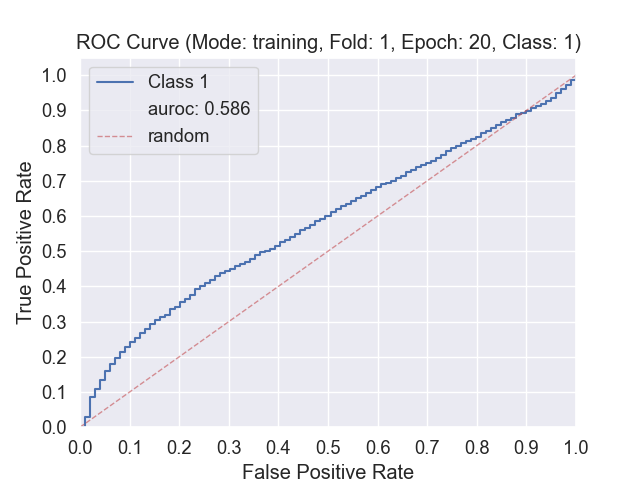 ROC Curve (Mode: training, Fold: 1, Epoch: 20, Class: 1)
Class 1
auroc: 0.586
random
True Positive Rate
1.0
0.9
0.8
0.7
0.6
0.5
0.4
0.3
0.2
0.1
0.0
0.0 0.1 0.2 0.3 0.4 0.5 0.6 0.7 0.8 0.9 1.0
False Positive Rate